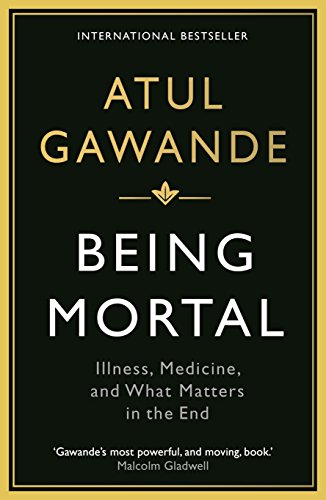 INTERNATIONAL BESTSELLER
ATUL
GAWANDE
BEING
MORTAL
Illness, Medicine,
and What Matters
in the End
‘Gawande’s most powerful, and moving, book.’
Malcolm Gladwell